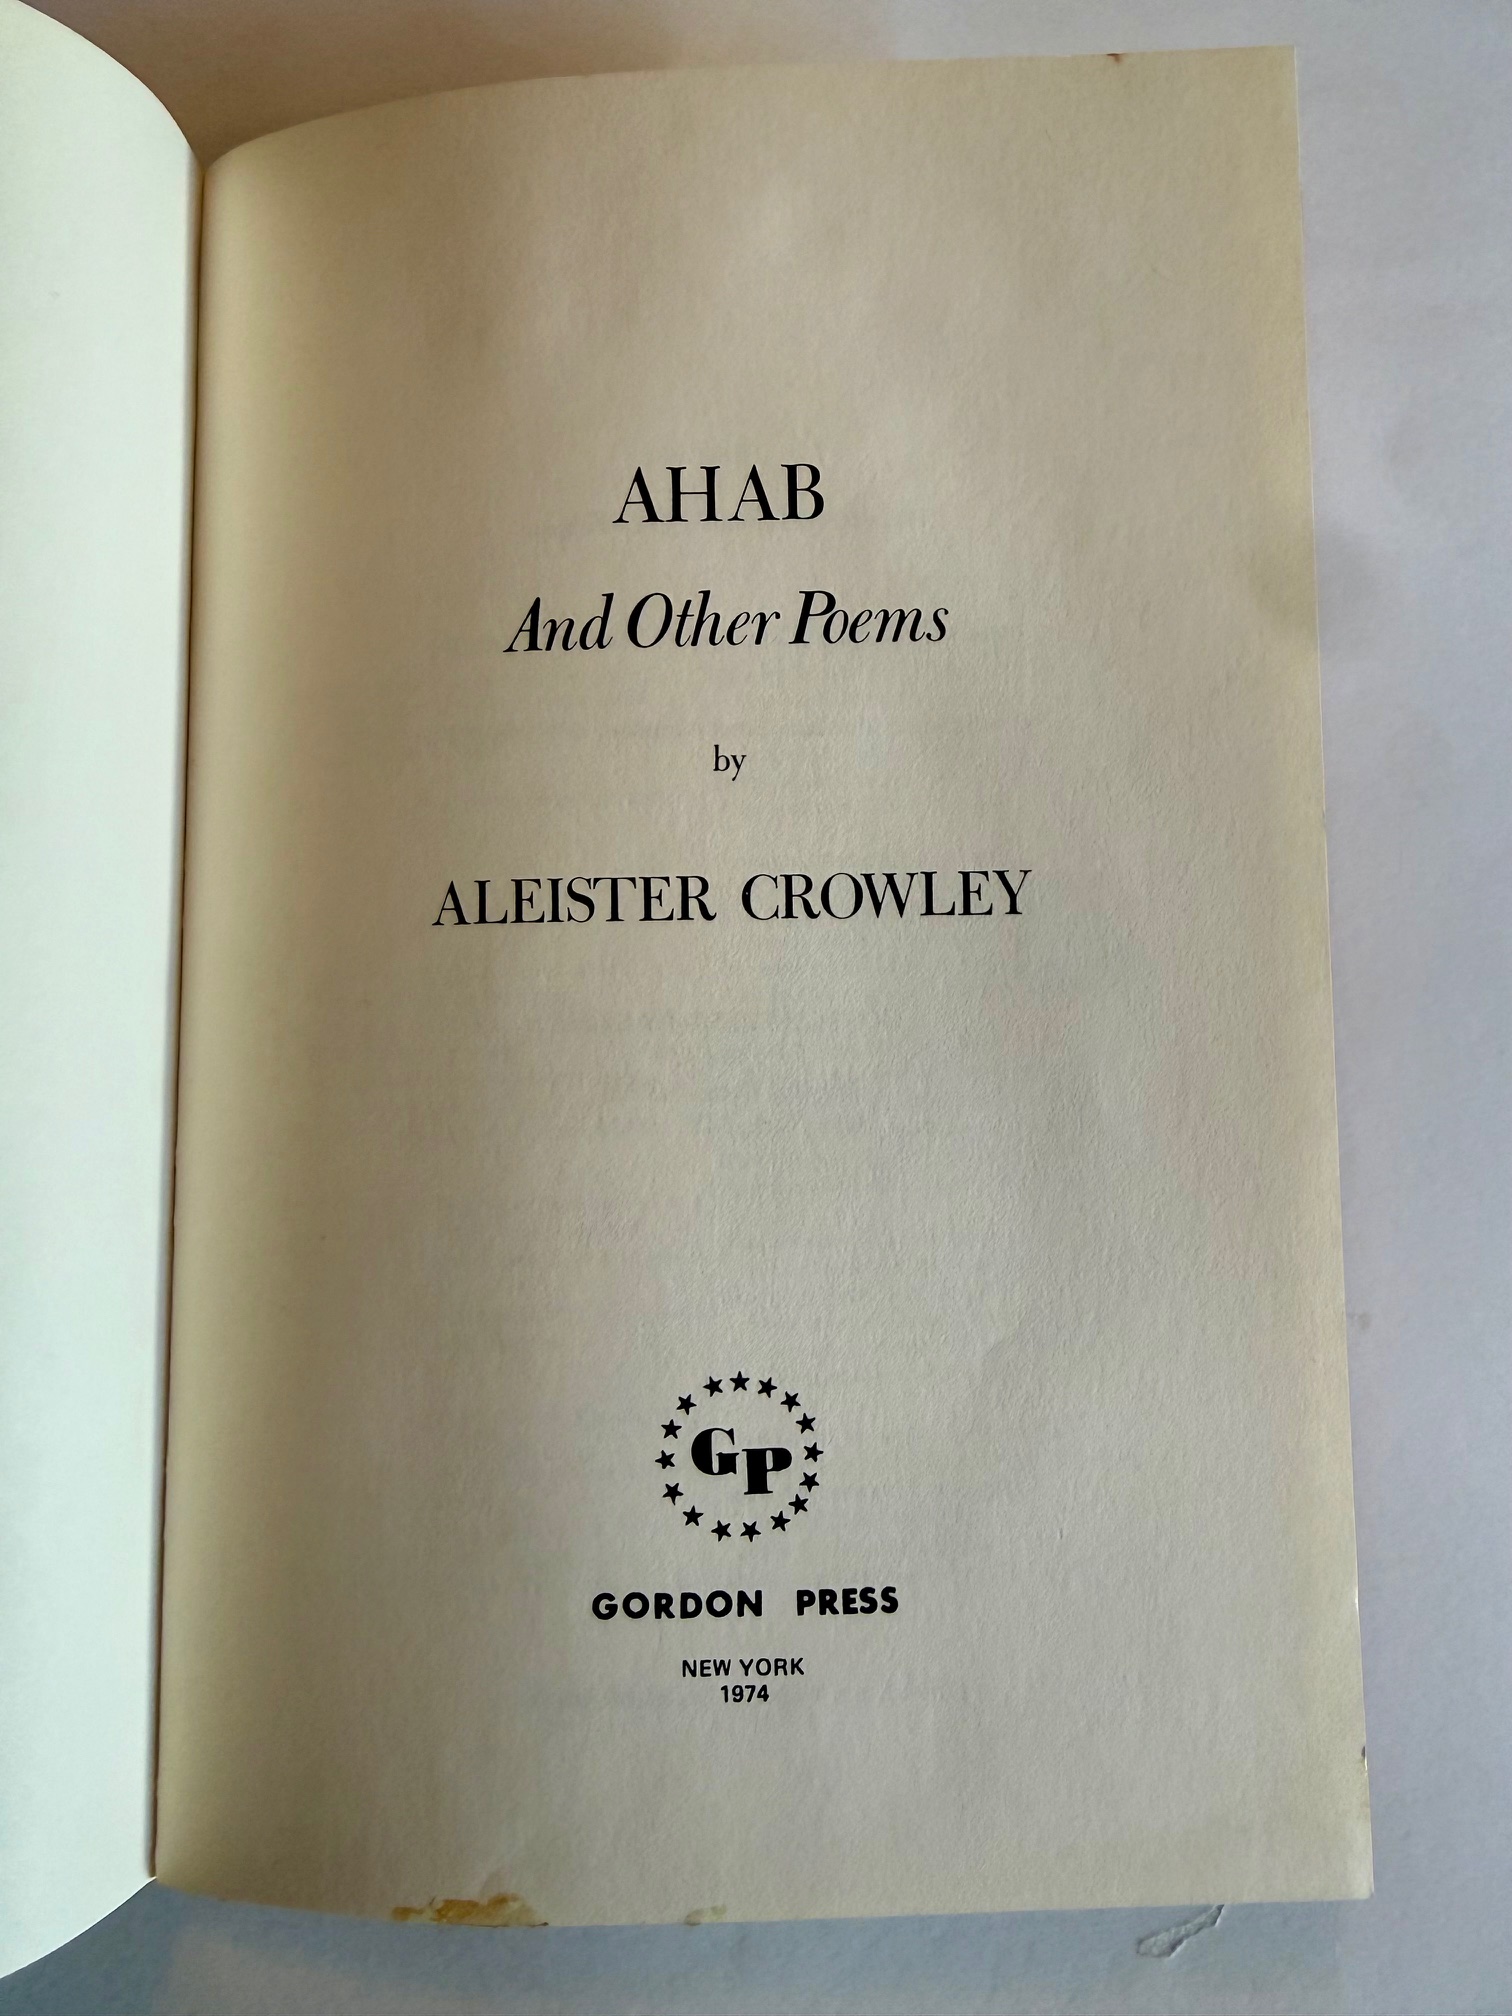 AHAB
And Other Poems
by
ALEISTER CROWLEY
GP
GORDON PRESS
NEW YORK
1974